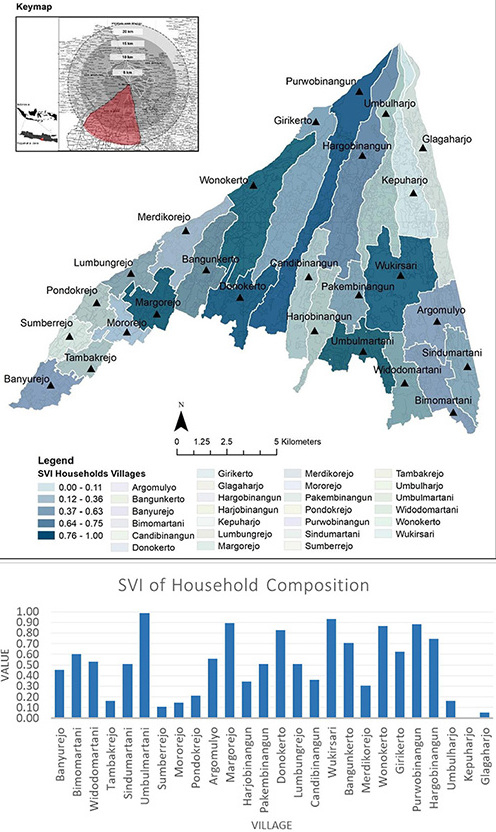 Keymap
20 km
15 km
10 km
5 km
Purwobinangun
Umbulharjo
Girikerto
Glagaharjo
Hargobinangun
Kepuharjo
Wonokerto
Merdikorejo
Bangunkerto
Candibinangun
Lumbungrejo
Wukirsari
Donokerto
Pakembinangun
Pondokrejo
Margorejo
Argomulyo
Harjobinangun
Sumberrejo
Mororejo
Umbulmartani
Sindumartani
Tambakrejo
Widodomartani
Banyurejo
Bimomartani
N
0 1.25 2.5 5 Kilometers
Legend
SVI Households Villages
0.00 - 0.11
0.12 - 0.36
0.37 - 0.63
0.64 - 0.75
0.76 - 1.00
Argomulyo
Bangunkerto
Banyurejo
Bimomartani
Candibinangun
Donokerto
Girikerto
Glagaharjo
Hargobinangun
Harjobinangun
Kepuharjo
Lumbungrejo
Margorejo
Merdikorejo
Mororejo
Pakembinangun
Pondokrejo
Purwobinangun
Sindumartani
Sumberrejo
Tambakrejo
Umbulharjo
Umbulmartani
Widodomartani
Wonokerto
Wukirsari
SVI of Household Composition
VALUE
1.00
0.90
0.80
0.70
0.60
0.50
0.40
0.30
0.20
0.10
0.00
Banyurejo
Bimomartani
Widodomartani
Tambakrejo
Sindumartani
Umbulmartani
Sumberrejo
Mororejo
Pondokrejo
Argomulyo
Margorejo
Harjobinangun
Pakembinangun
Donokerto
Lumbungrejo
Candibinangun
Wukirsari
Bangunkerto
Merdikorejo
Wonokerto
Girikerto
Purwobinangun
Hargobinangun
Umbulharjo
Kepuharjo
Glagaharjo
VILLAGE